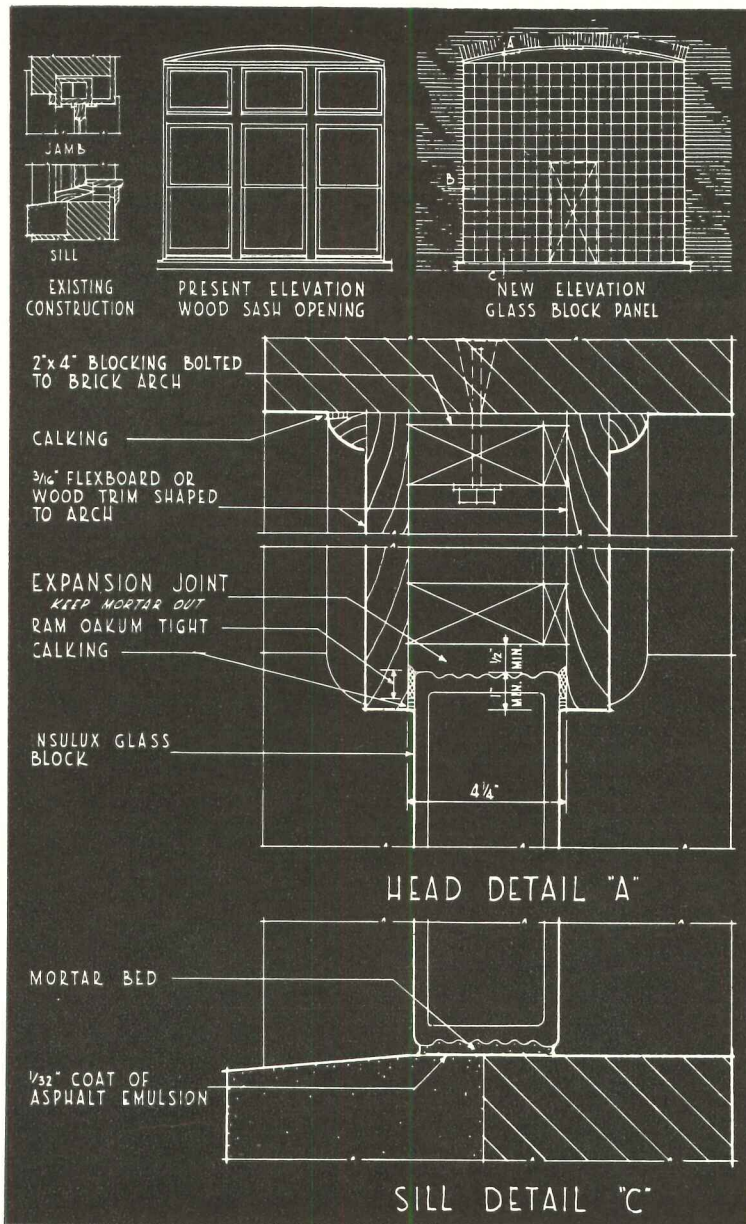 JAMB
SILL
EXISTING
CONSTRUCTION
PRESENT ELEVATION
WOOD SASH OPENING
A
B
C
NEW ELEVATION
GLASS BLOCK PANEL
2"x 4" BLOCKING BOLTED
TO BRICK ARCH
CALKING
3/16" FLEXBOARD OR
WOOD TRIM SHAPED
TO ARCH
EXPANSION JOINT
KEEP MORTAR OUT
RAM OAKUM TIGHT
CALKING
1/2" MIN.
1" MIN.
INSULUX GLASS
BLOCK
4 1/4"
HEAD DETAIL "A"
MORTAR BED
1/32" COAT OF
ASPHALT EMULSION
SILL DETAIL "C"